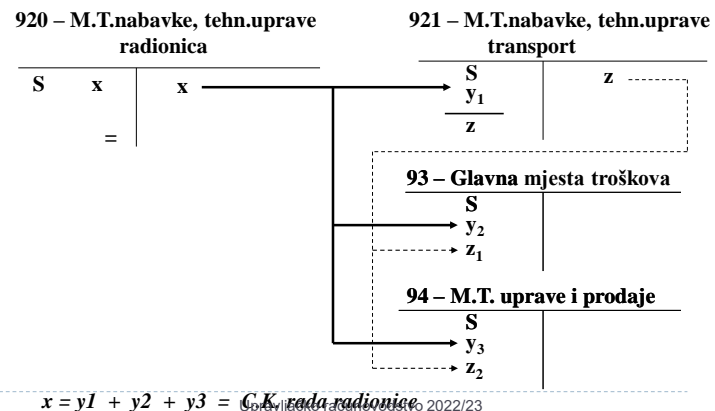 920 – M.T.nabavke, tehn.uprave
radionica
S x x
=
921 – M.T.nabavke, tehn.uprave
transport
S z
y1
z
93 – Glavna mjesta troškova
S
y2
z1
94 – M.T. uprave i prodaje
S
y3
z2
x = y1 + y2 + y3 = C.K. rada radionice
Upravljačko računovodstvo 2022/23